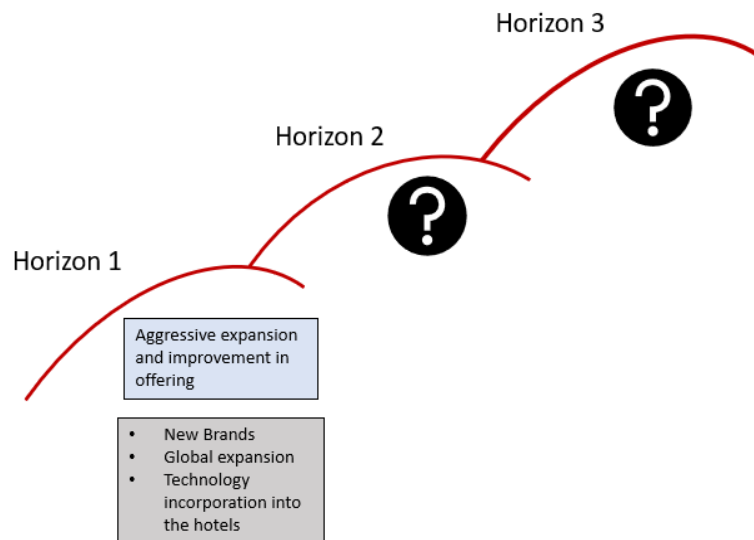 Horizon 3
?
Horizon 2
?
Horizon 1
Aggressive expansion
and improvement in
offering
• New Brands
• Global expansion
• Technology
incorporation into
the hotels